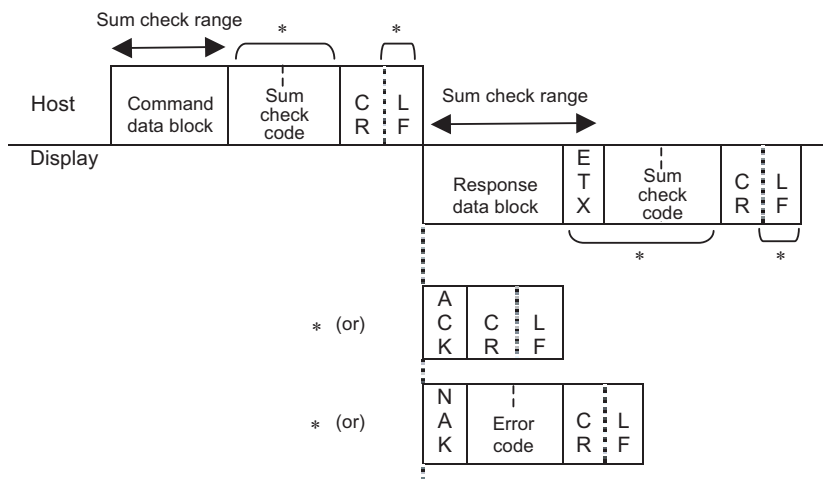 Sum check range
* *
Host
Command
data block
Sum
check
code
C
R
L
F
Sum check range
Display
Response
data block
E
T
X
Sum
check
code
C
R
L
F
* *
* (or)
A
C
K
C
R
L
F
* (or)
N
A
K
Error
code
C
R
L
F